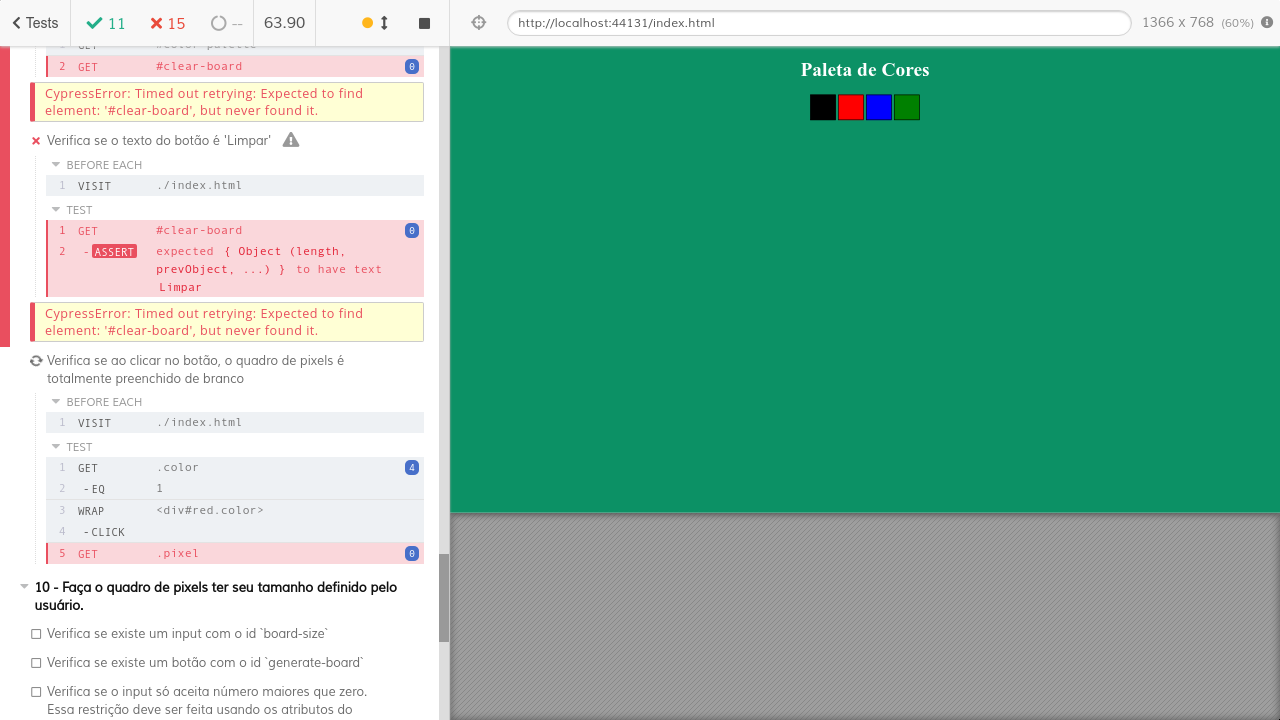 Tests 11 15 -- 63.90
http://localhost:44131/index.html 1366 x 768 (60%)
1 GET #color-palette
2 GET #clear-board 0
CypressError: Timed out retrying: Expected to find
element: '#clear-board', but never found it.
Verifica se o texto do botão é 'Limpar'
BEFORE EACH
1 VISIT ./index.html
TEST
1 GET #clear-board 0
2 -ASSERT expected { Object (length,
prevObject, ...) } to have text
Limpar
CypressError: Timed out retrying: Expected to find
element: '#clear-board', but never found it.
Verifica se ao clicar no botão, o quadro de pixels é
totalmente preenchido de branco
BEFORE EACH
1 VISIT ./index.html
TEST
1 GET .color 4
2 -EQ 1
3 WRAP <div#red.color>
4 -CLICK
5 GET .pixel 0
10 - Faça o quadro de pixels ter seu tamanho definido pelo
usuário.
Verifica se existe um input com o id `board-size`
Verifica se existe um botão com o id `generate-board`
Verifica se o input só aceita número maiores que zero.
Essa restrição deve ser feita usando os atributos do
Paleta de Cores